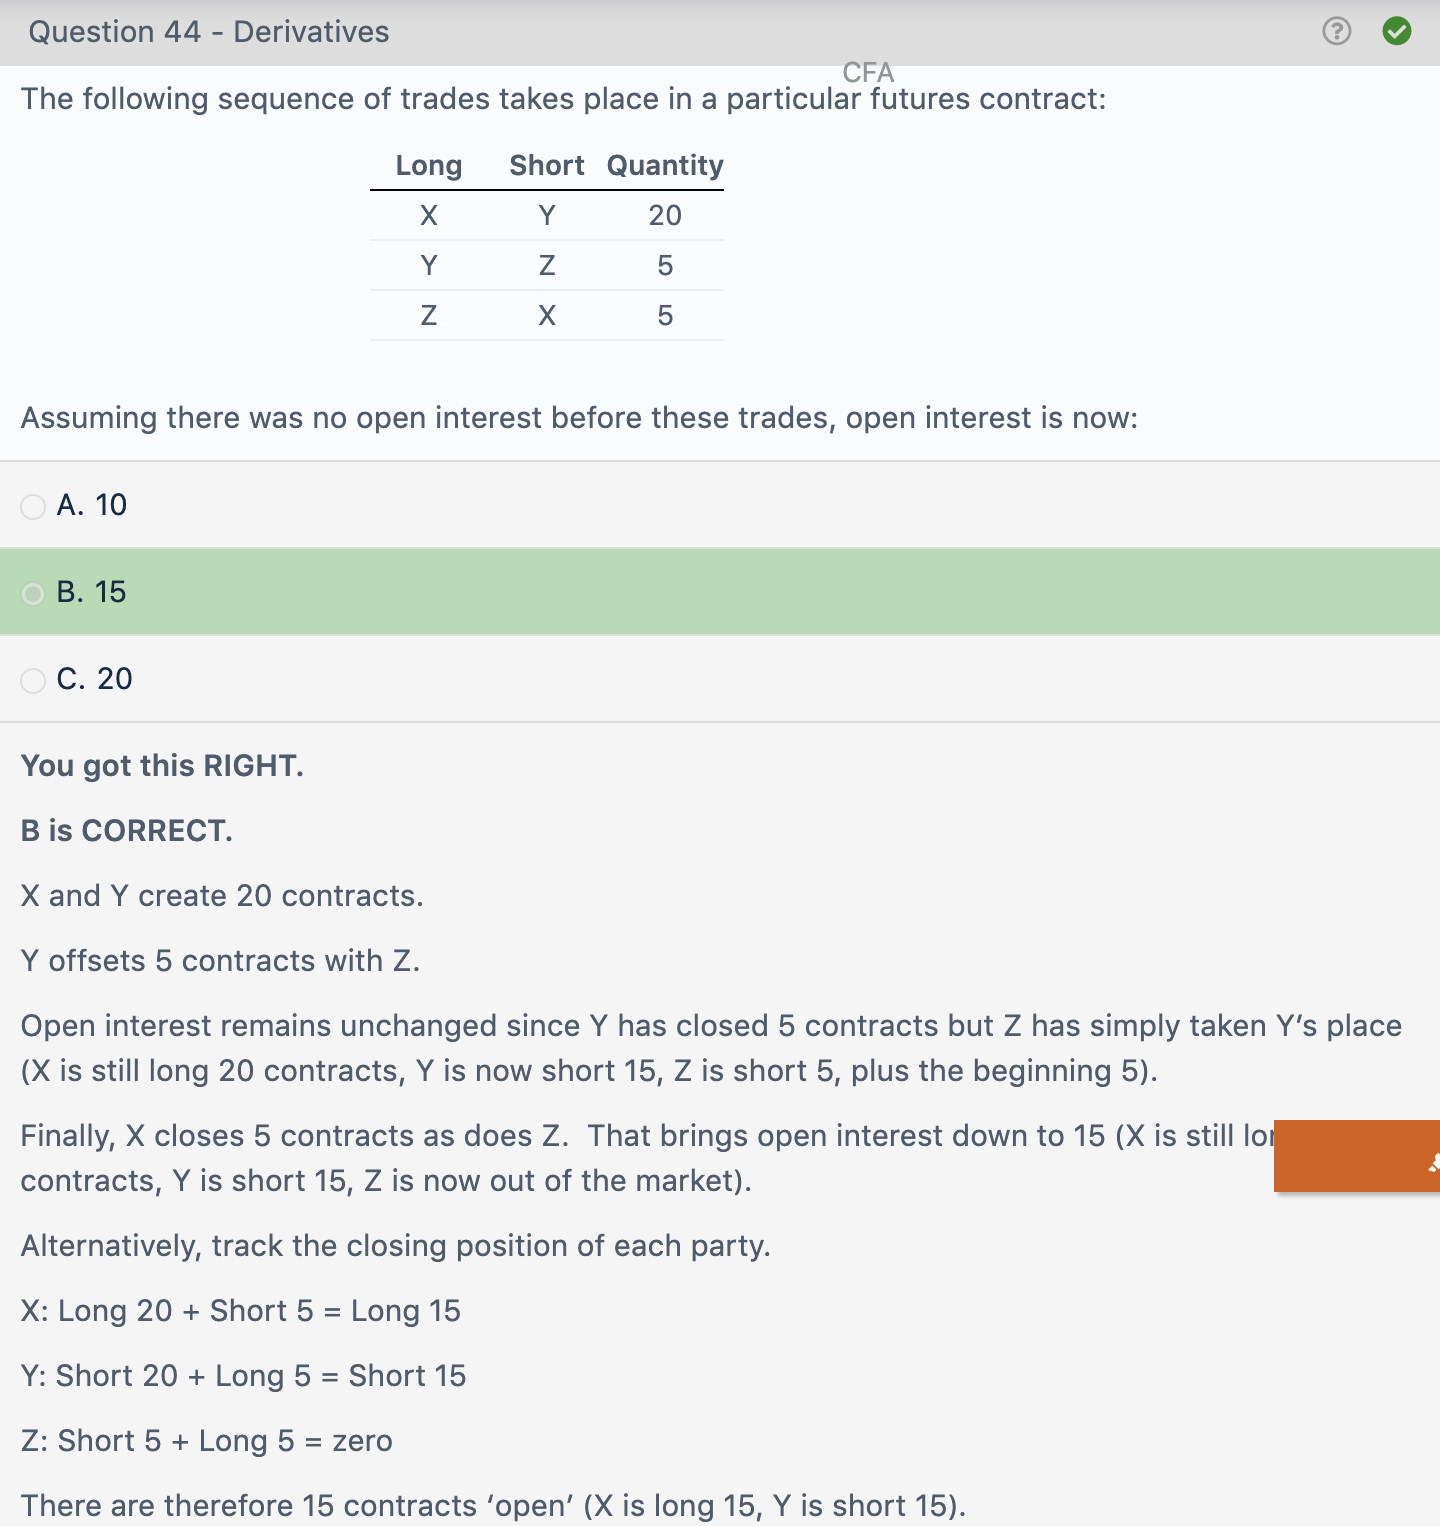 Question 44 - Derivatives
CFA
The following sequence of trades takes place in a particular futures contract:
Long Short Quantity
X Y 20
Y Z 5
Z X 5
Assuming there was no open interest before these trades, open interest is now:
A. 10
B. 15
C. 20
You got this RIGHT.
B is CORRECT.
X and Y create 20 contracts.
Y offsets 5 contracts with Z.
Open interest remains unchanged since Y has closed 5 contracts but Z has simply taken Y’s place
(X is still long 20 contracts, Y is now short 15, Z is short 5, plus the beginning 5).
Finally, X closes 5 contracts as does Z. That brings open interest down to 15 (X is still
contracts, Y is short 15, Z is now out of the market).
Alternatively, track the closing position of each party.
X: Long 20 + Short 5 = Long 15
Y: Short 20 + Long 5 = Short 15
Z: Short 5 + Long 5 = zero
There are therefore 15 contracts ‘open’ (X is long 15, Y is short 15).